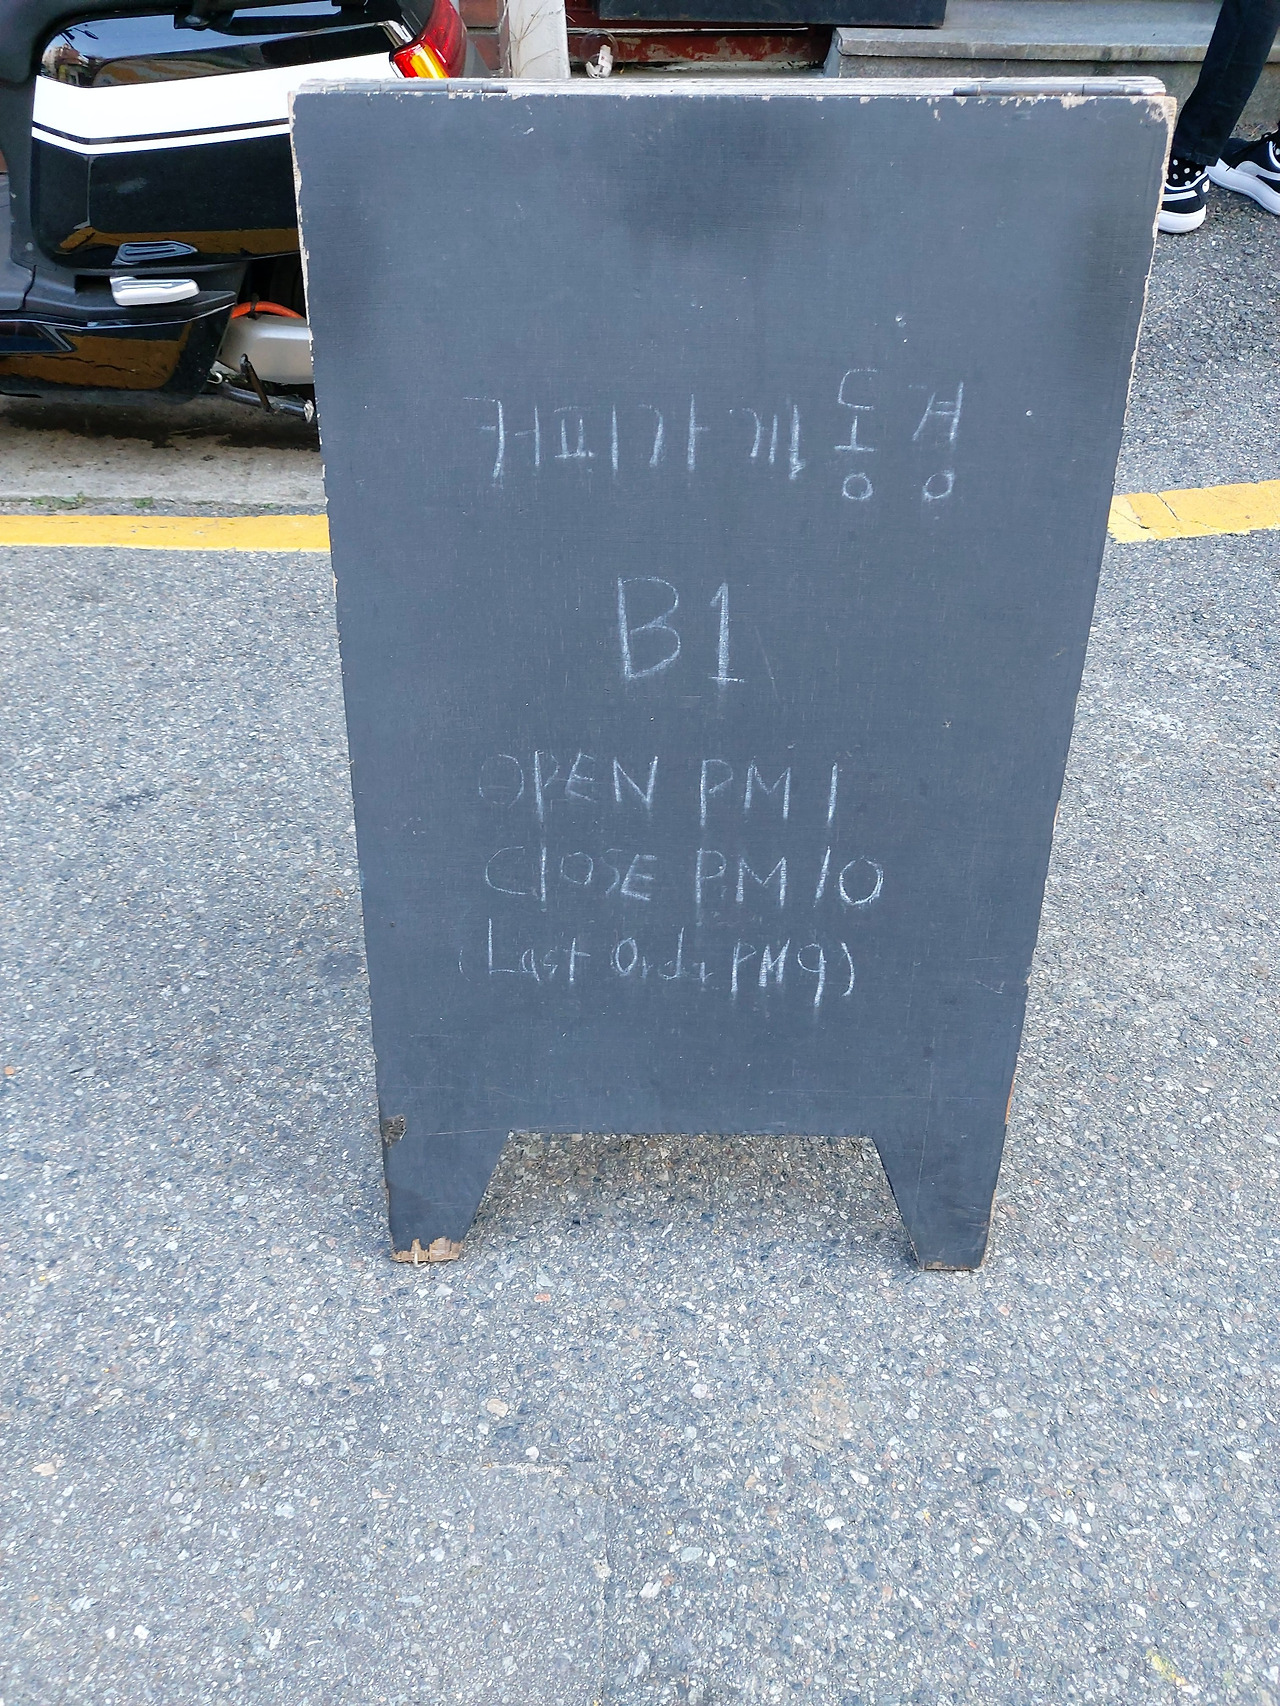 커피가게 동경
B1
OPEN PM 1
ClOSE PM 10
(Last Order PM 9)